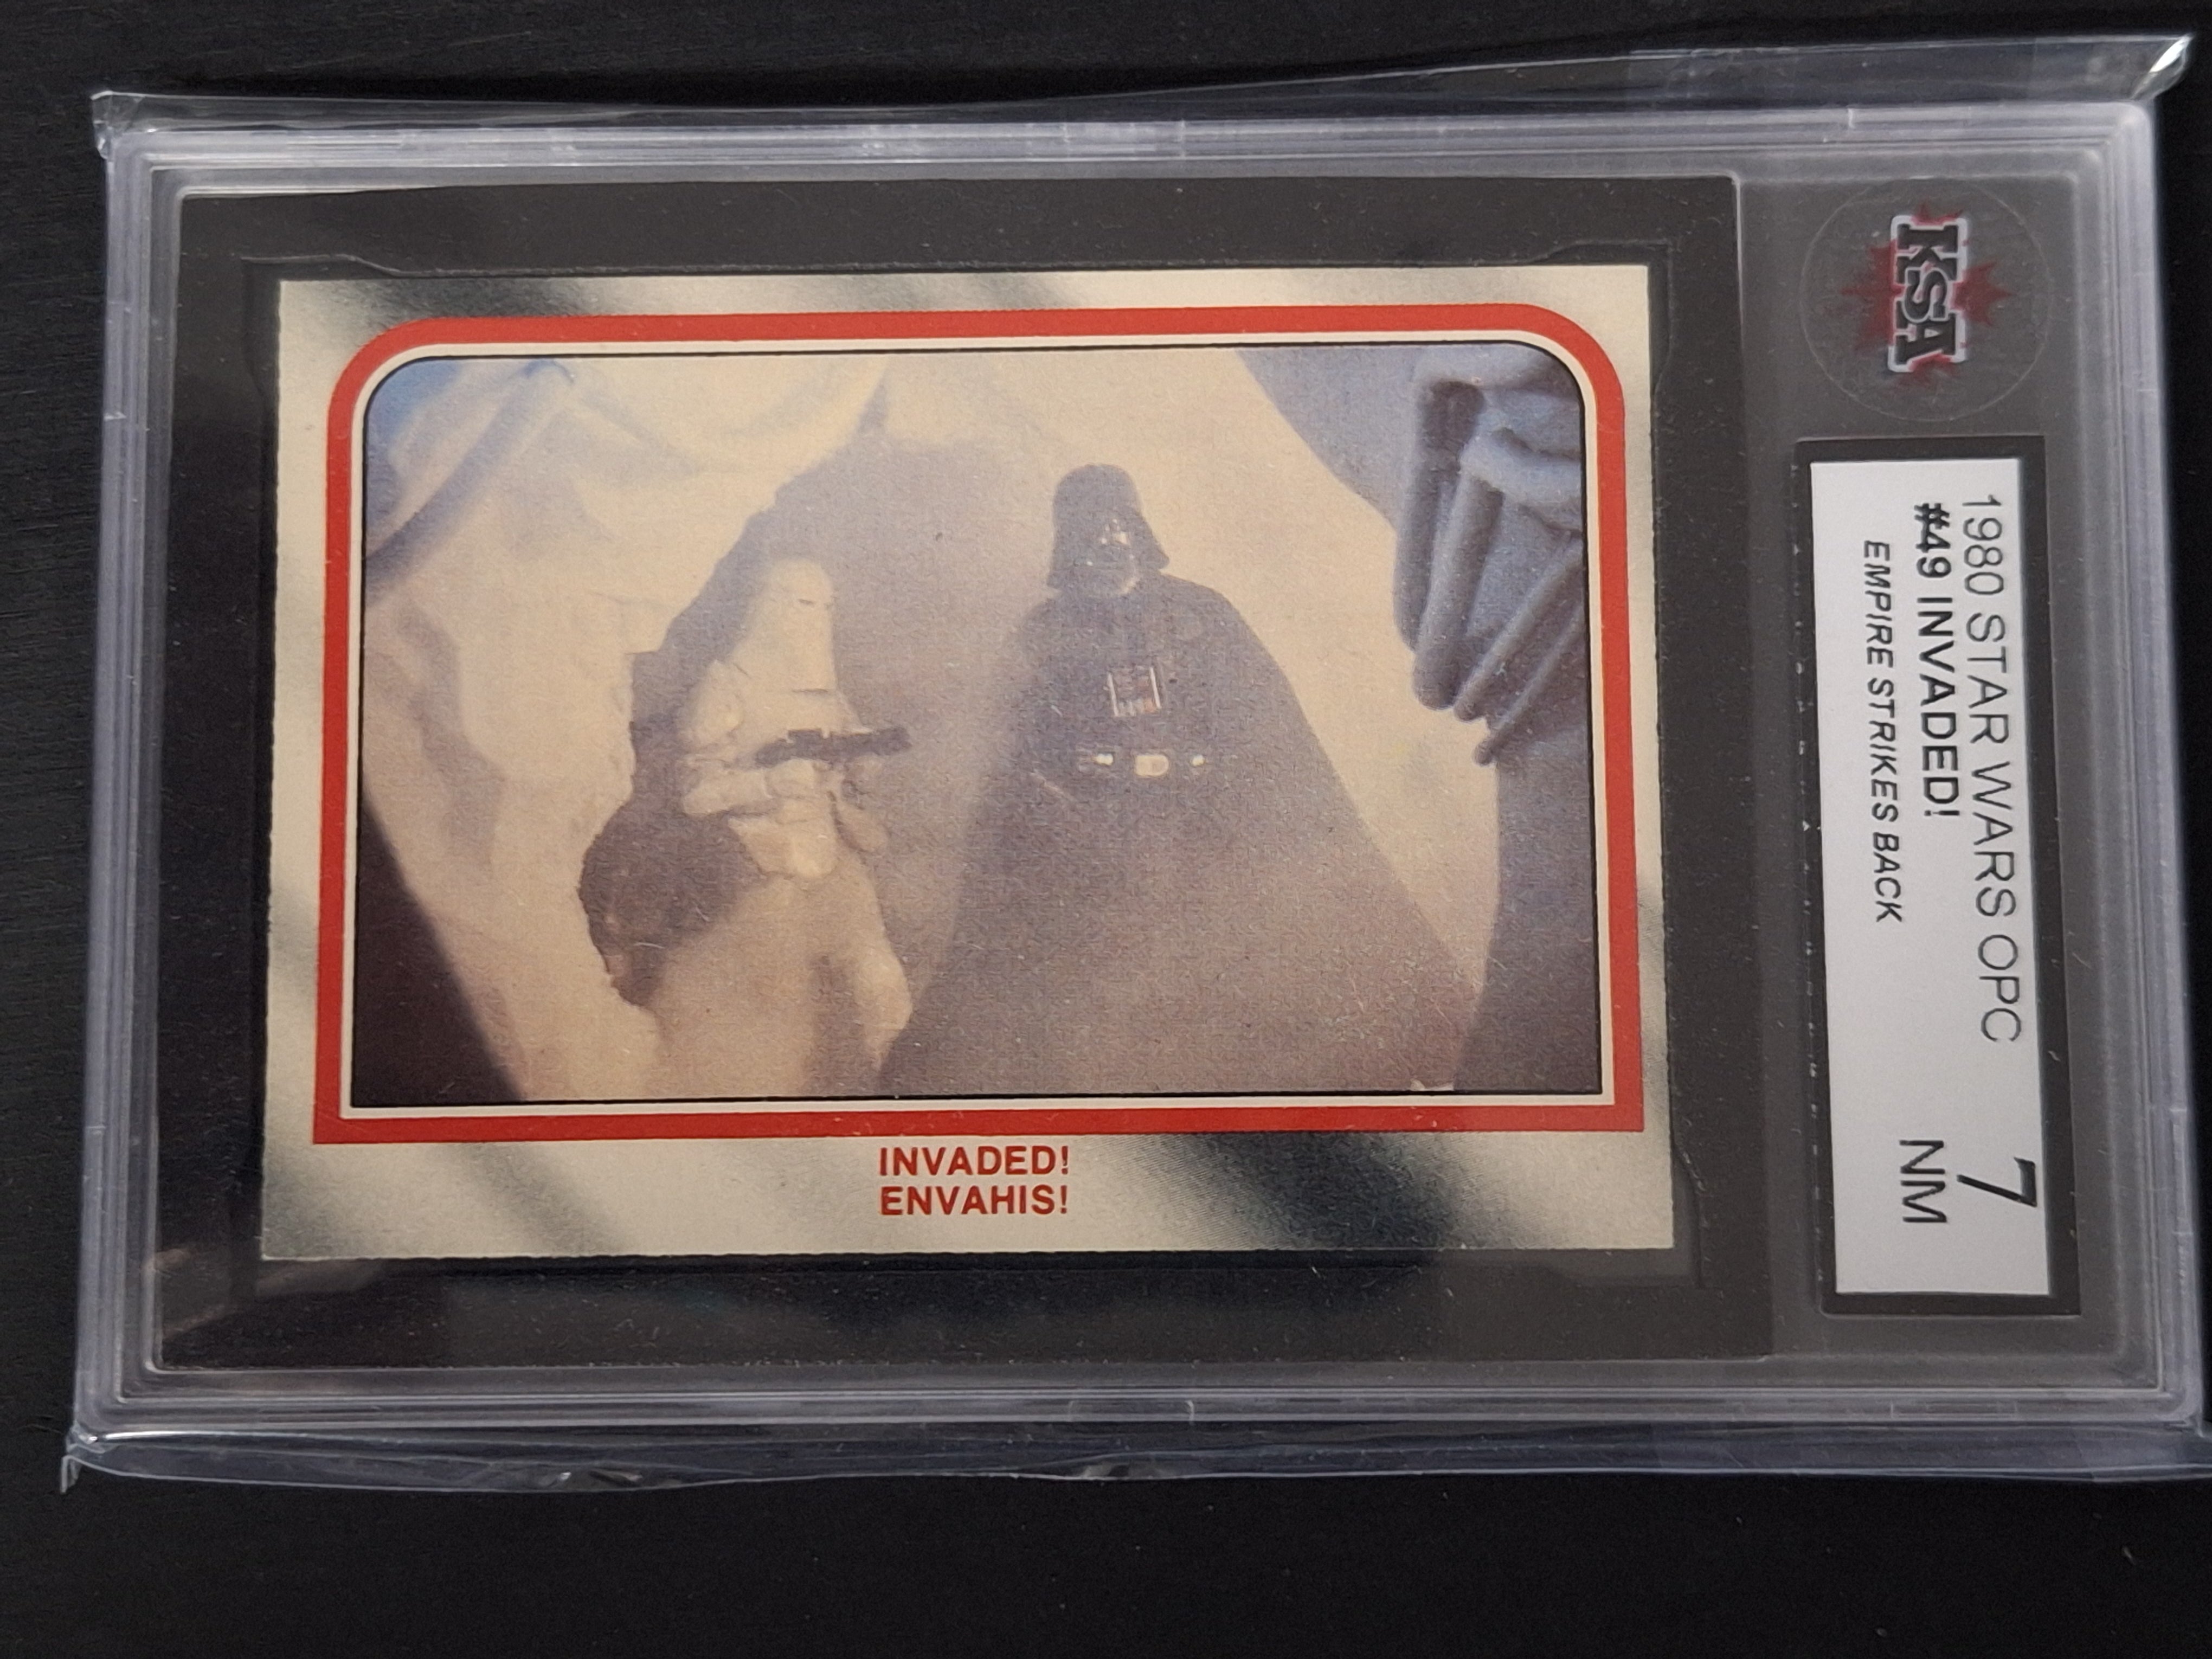 KSA
1980 STAR WARS OPC
#49 INVADED!
EMPIRE STRIKES BACK
7
NM
INVADED!
ENVAHIS!